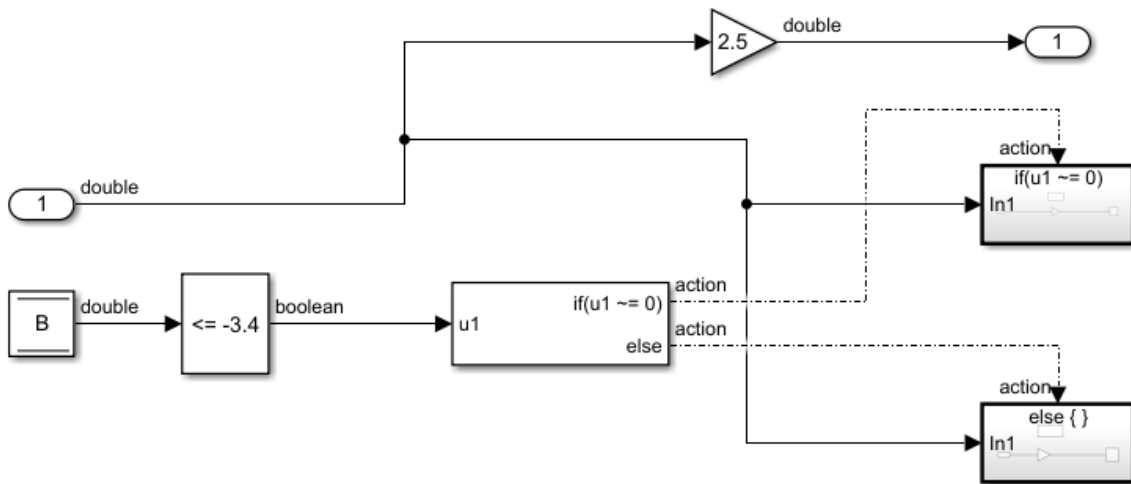 2.5
double
1
action
if(u1 ~= 0)
In1
double
1
double
B
<= -3.4
boolean
u1
if(u1 ~= 0)
else
action
action
action
else { }
In1